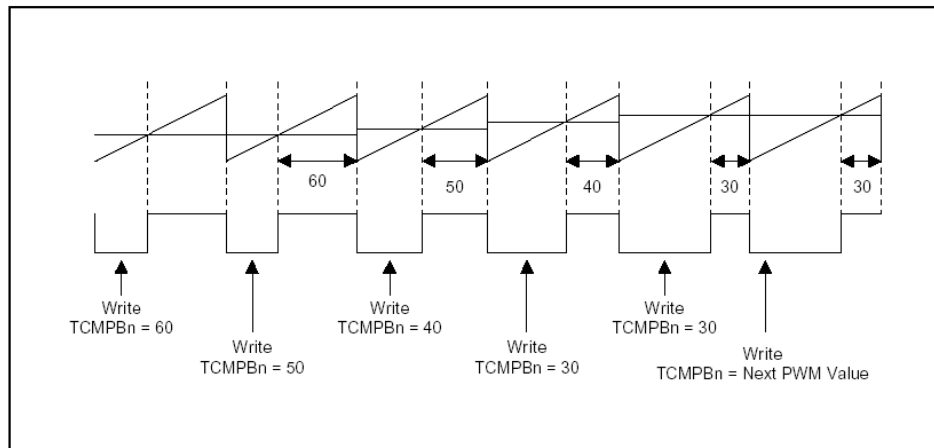 60
50
40
30
30
Write
TCMPBn = 60
Write
TCMPBn = 50
Write
TCMPBn = 40
Write
TCMPBn = 30
Write
TCMPBn = 30
Write
TCMPBn = Next PWM Value